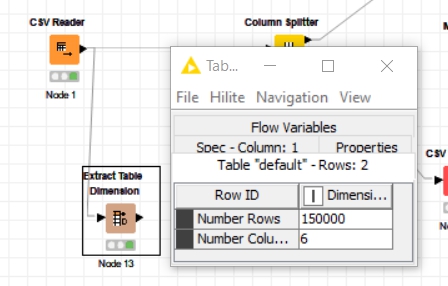 CSV Reader
Column Splitter
M
Node 1
Tab...
File Hilite Navigation View
Flow Variables
Spec - Column: 1 Properties
Table "default" - Rows: 2
Row ID I Dimensi...
Number Rows 150000
Number Colu... 6
Extract Table
Dimension
Node 13
CSV
N